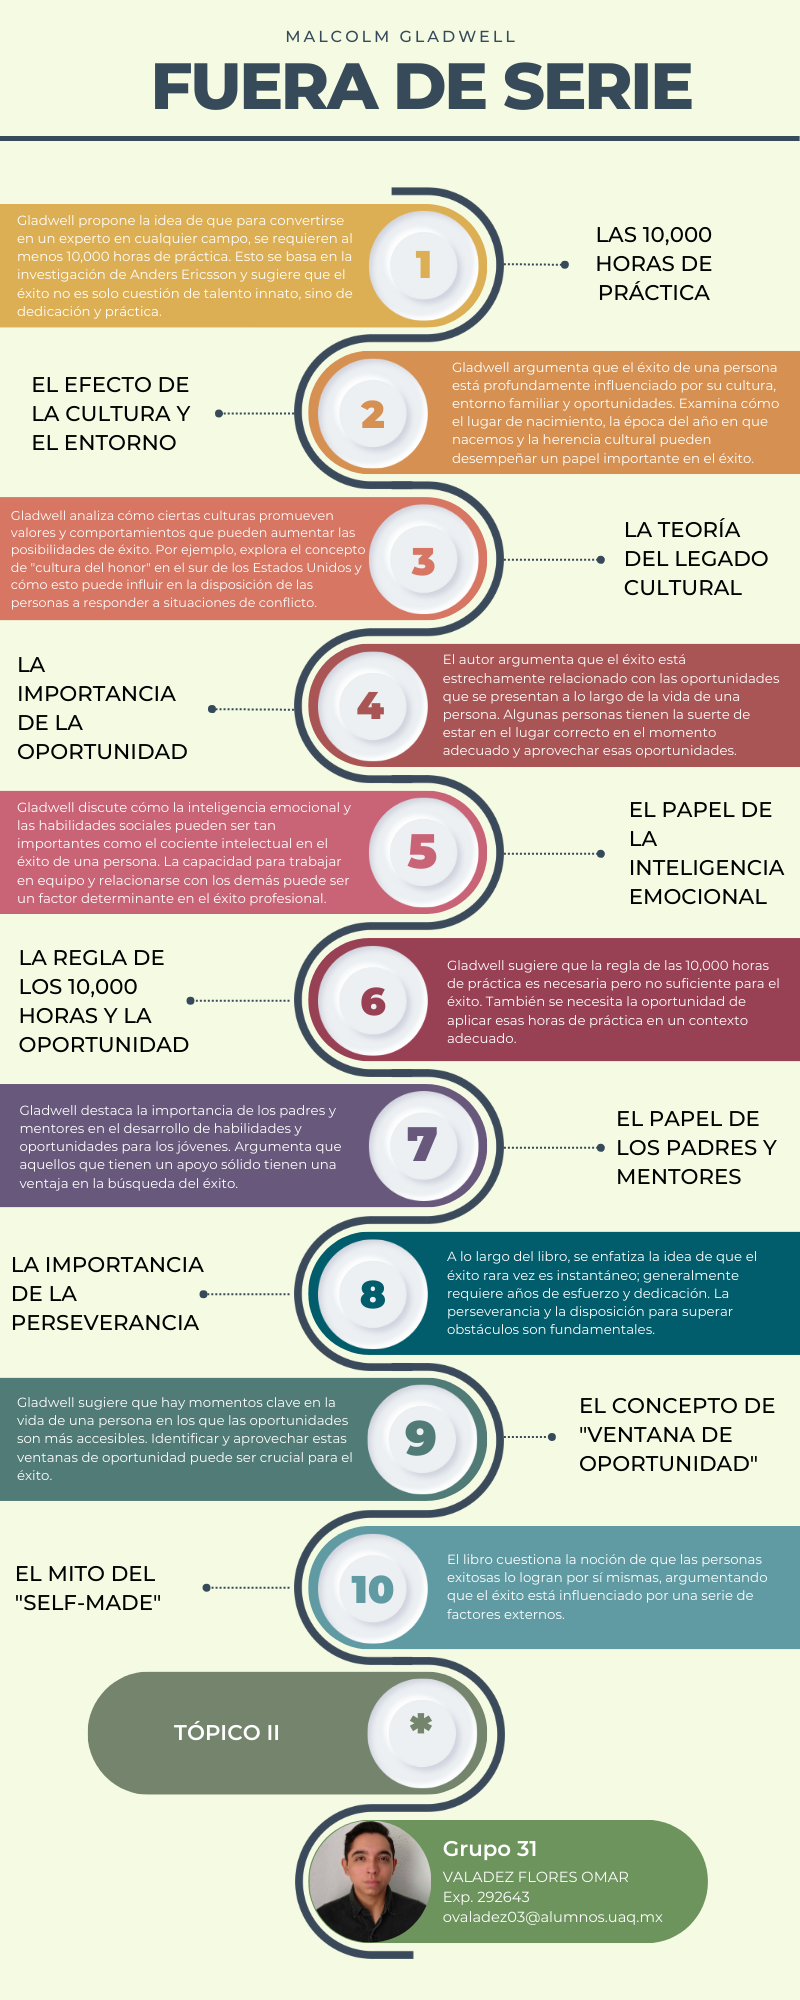 MALCOLM GLADWELL
FUERA DE SERIE
Gladwell propone la idea de que para convertirse
en un experto en cualquier campo, se requieren al
menos 10,000 horas de práctica. Esto se basa en la
investigación de Anders Ericsson y sugiere que el
éxito no es solo cuestión de talento innato, sino de
dedicación y práctica.
1
LAS 10,000
HORAS DE
PRÁCTICA
EL EFECTO DE
LA CULTURA Y
EL ENTORNO
2
Gladwell argumenta que el éxito de una persona
está profundamente influenciado por su cultura,
entorno familiar y oportunidades. Examina cómo
el lugar de nacimiento, la época del año en que
nacemos y la herencia cultural pueden
desempeñar un papel importante en el éxito.
Gladwell analiza cómo ciertas culturas promueven
valores y comportamientos que pueden aumentar las
posibilidades de éxito. Por ejemplo, explora el concepto
de "cultura del honor" en el sur de los Estados Unidos y
cómo esto puede influir en la disposición de las
personas a responder a situaciones de conflicto.
3
LA TEORÍA
DEL LEGADO
CULTURAL
LA
IMPORTANCIA
DE LA
OPORTUNIDAD
4
El autor argumenta que el éxito está
estrechamente relacionado con las oportunidades
que se presentan a lo largo de la vida de una
persona. Algunas personas tienen la suerte de
estar en el lugar correcto en el momento
adecuado y aprovechar esas oportunidades.
Gladwell discute cómo la inteligencia emocional y
las habilidades sociales pueden ser tan
importantes como el cociente intelectual en el
éxito de una persona. La capacidad para trabajar
en equipo y relacionarse con los demás puede ser
un factor determinante en el éxito profesional.
5
EL PAPEL DE
LA
INTELIGENCIA
EMOCIONAL
LA REGLA DE
LOS 10,000
HORAS Y LA
OPORTUNIDAD
6
Gladwell sugiere que la regla de las 10,000 horas
de práctica es necesaria pero no suficiente para el
éxito. También se necesita la oportunidad de
aplicar esas horas de práctica en un contexto
adecuado.
Gladwell destaca la importancia de los padres y
mentores en el desarrollo de habilidades y
oportunidades para los jóvenes. Argumenta que
aquellos que tienen un apoyo sólido tienen una
ventaja en la búsqueda del éxito.
7
EL PAPEL DE
LOS PADRES Y
MENTORES
LA IMPORTANCIA
DE LA
PERSEVERANCIA
8
A lo largo del libro, se enfatiza la idea de que el
éxito rara vez es instantáneo; generalmente
requiere años de esfuerzo y dedicación. La
perseverancia y la disposición para superar
obstáculos son fundamentales.
Gladwell sugiere que hay momentos clave en la
vida de una persona en los que las oportunidades
son más accesibles. Identificar y aprovechar estas
ventanas de oportunidad puede ser crucial para el
éxito.
9
EL CONCEPTO DE
"VENTANA DE
OPORTUNIDAD"
EL MITO DEL
"SELF-MADE"
10
El libro cuestiona la noción de que las personas
exitosas lo logran por sí mismas, argumentando
que el éxito está influenciado por una serie de
factores externos.
TÓPICO II
*
Grupo 31
VALADEZ FLORES OMAR
Exp. 292643
ovaladez03@alumnos.uaq.mx